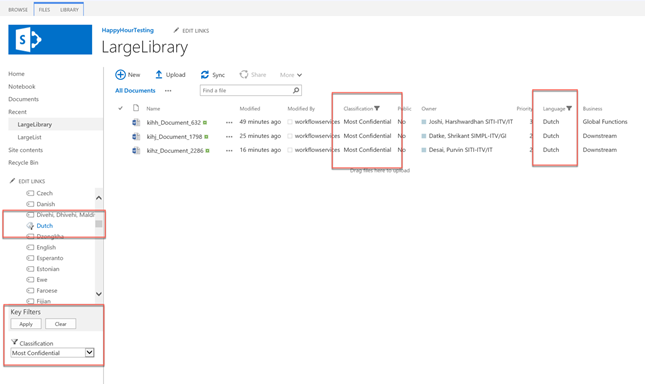 BROWSE FILES LIBRARY
HappyHourTesting EDIT LINKS
LargeLibrary
Home
Notebook
Documents
Recent
LargeLibrary
LargeList
Site contents
Recycle Bin
EDIT LINKS
Czech
Danish
Divehi, Dhivehi, Maldi
Dutch
Dzongkha
English
Esperanto
Estonian
Ewe
Faroese
Fijian
Key Filters
Apply Clear
Classification
Most Confidential
New Upload Sync Share More
All Documents ••• Find a file
Name Modified Modified By Classification Public Owner Priority Language Business
kihh_Document_632 ••• 49 minutes ago workflowservices Most Confidential No Joshi, Harshwardhan SITI-ITV/IT 3 Dutch Global Functions
kihj_Document_1798 ••• 25 minutes ago workflowservices Most Confidential No Datke, Shrikant SIMPL-ITV/GI 2 Dutch Downstream
kihz_Document_2286 ••• 16 minutes ago workflowservices Most Confidential No Desai, Purvin SITI-ITV/IT 2 Dutch Downstream
Drag files here to upload